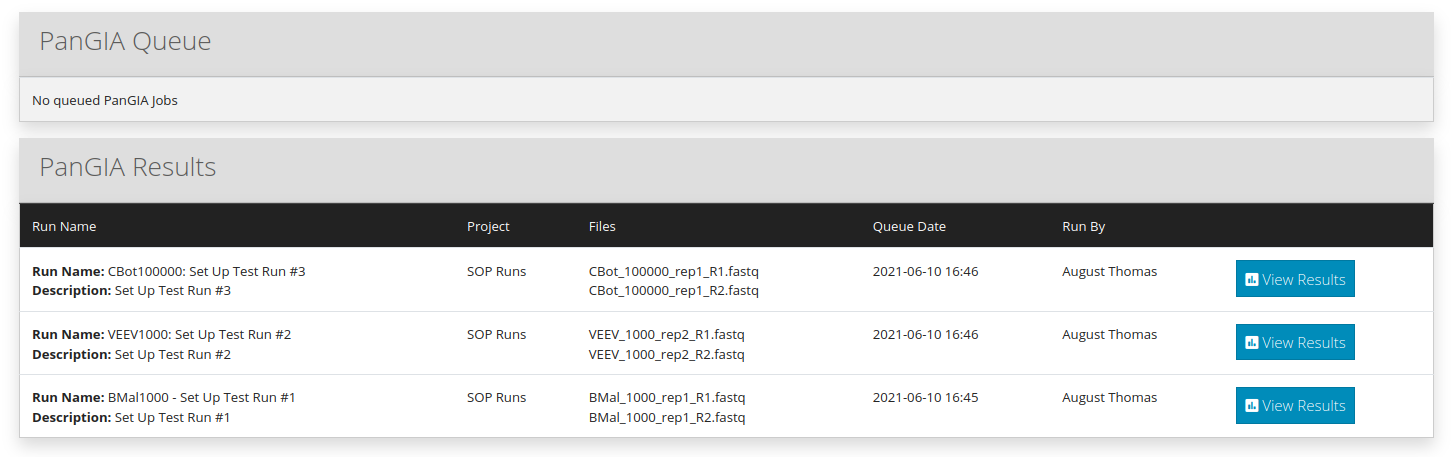 PanGIA Queue
No queued PanGIA Jobs
PanGIA Results
Run Name Project Files Queue Date Run By
Run Name: CBot100000: Set Up Test Run #3 SOP Runs CBot_100000_rep1_R1.fastq 2021-06-10 16:46 August Thomas View Results
Description: Set Up Test Run #3 CBot_100000_rep1_R2.fastq
Run Name: VEEV1000: Set Up Test Run #2 SOP Runs VEEV_1000_rep2_R1.fastq 2021-06-10 16:46 August Thomas View Results
Description: Set Up Test Run #2 VEEV_1000_rep2_R2.fastq
Run Name: BMal1000 - Set Up Test Run #1 SOP Runs BMal_1000_rep1_R1.fastq 2021-06-10 16:45 August Thomas View Results
Description: Set Up Test Run #1 BMal_1000_rep1_R2.fastq